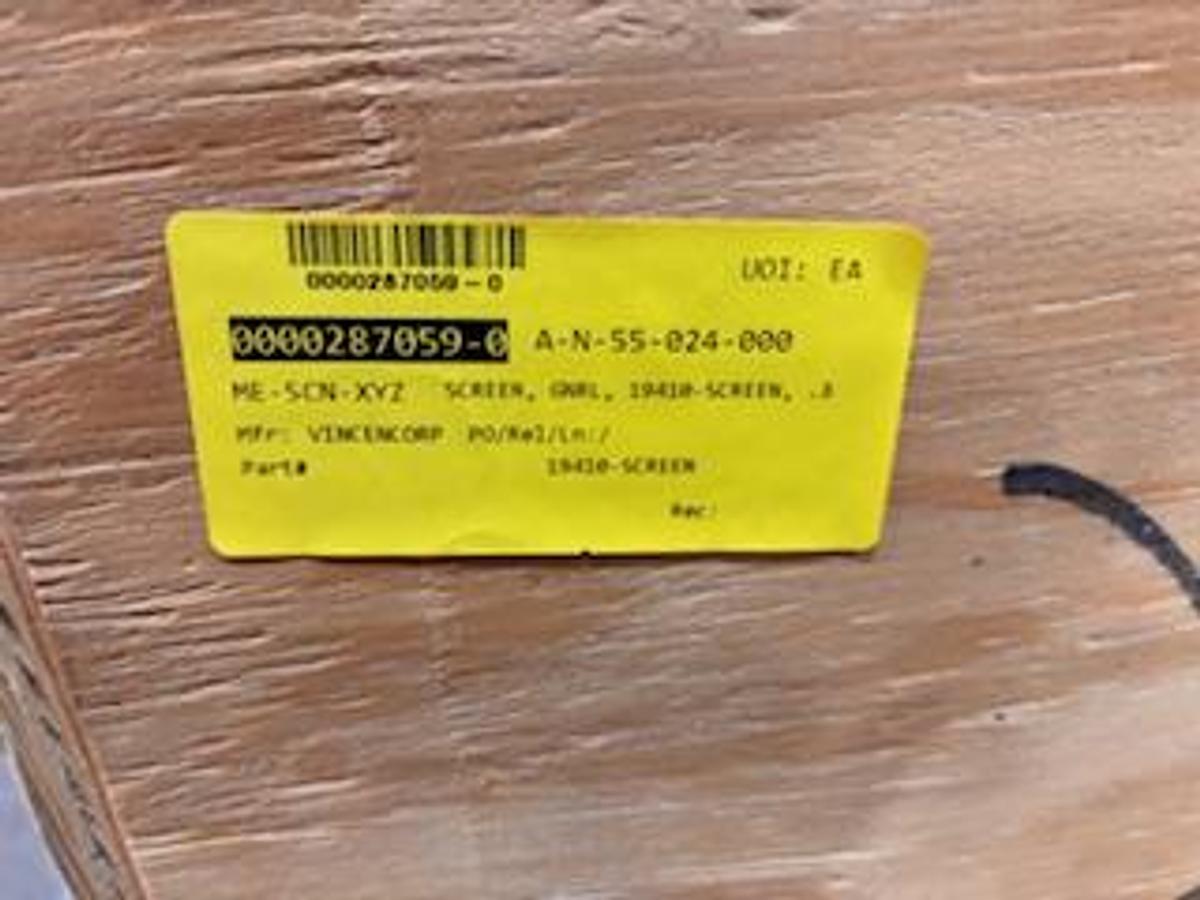 0000287059-0
UOI: EA
0000287059-0 A-N-55-024-000
ME-SCN-XYZ SCREEN, GNRL, 19410-SCREEN,
Mfr: VINCENCORP PO/Rel/Ln:/
Part# 19410-SCREEN
Rec: